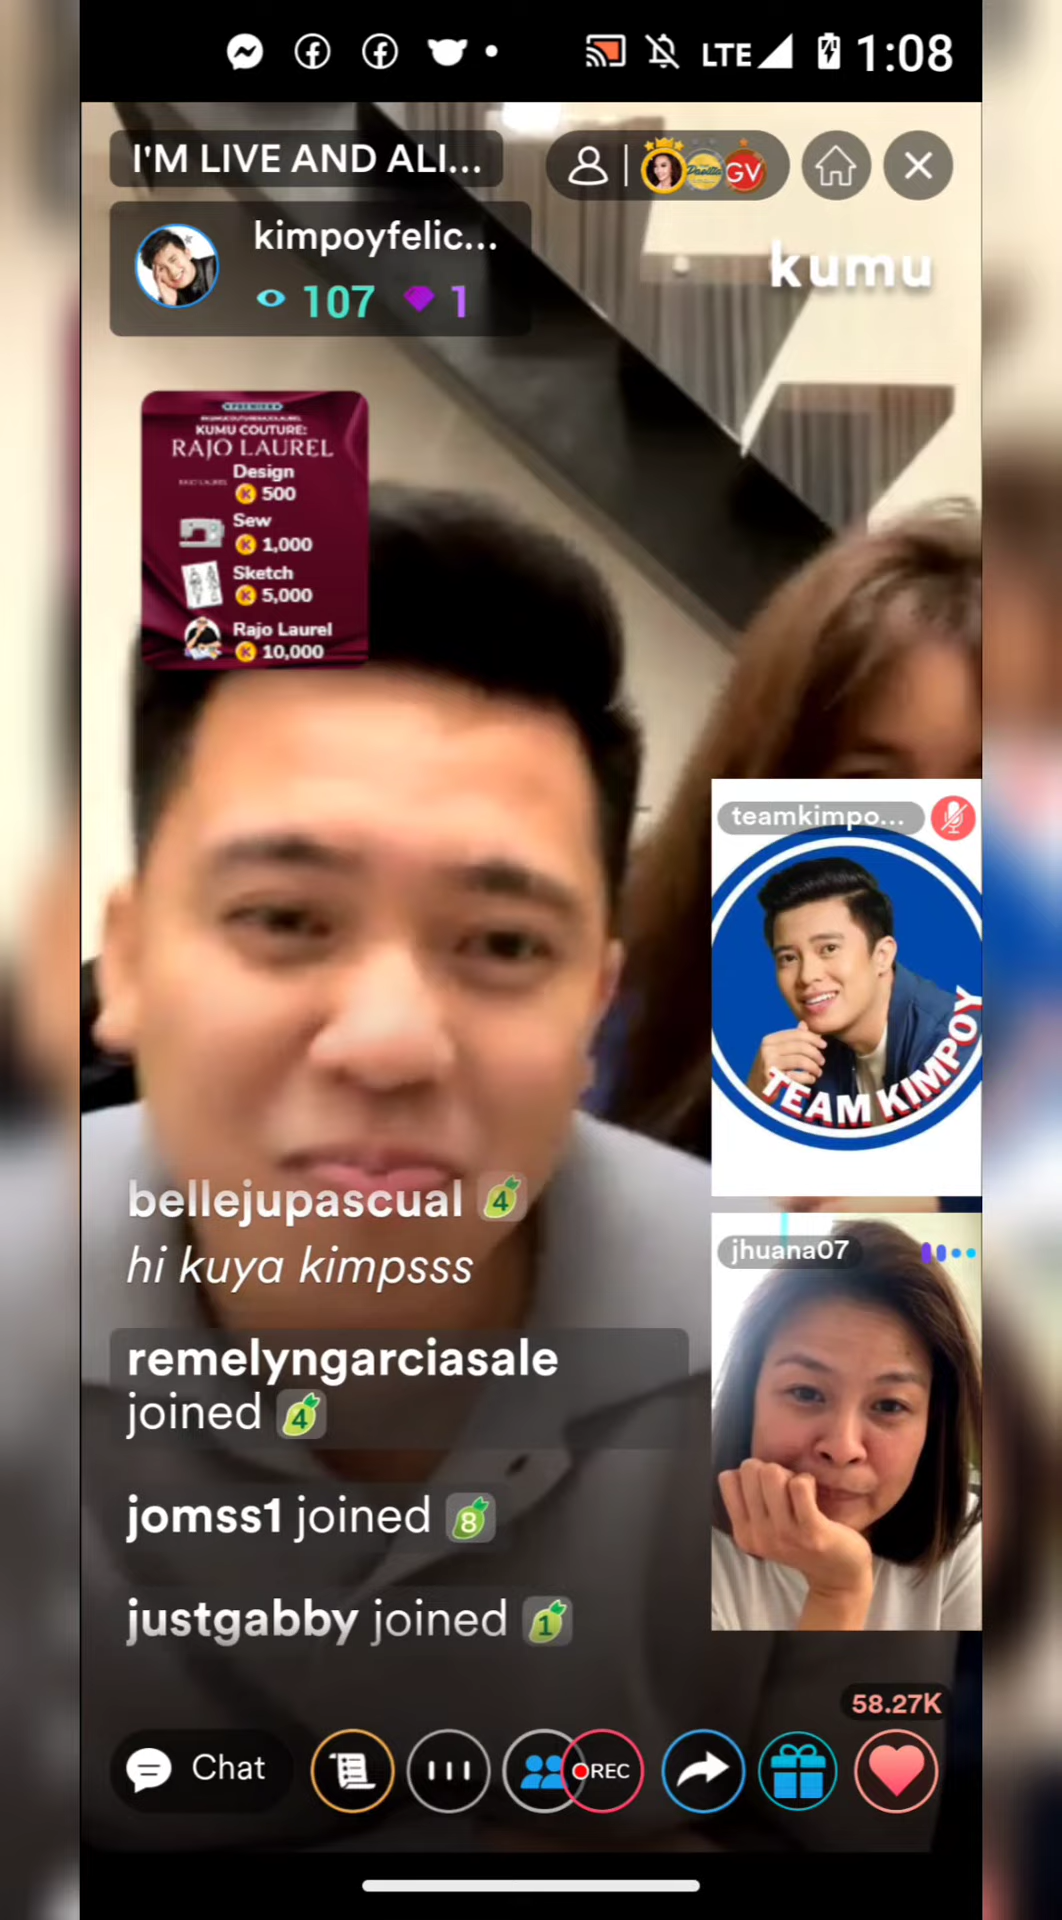 LTE 1:08
I'M LIVE AND ALI...
GV
kimpoyfelic...
107 1
kumu
KUMU COUTURE:
RAJO LAUREL
Design
500
Sew
1,000
Sketch
5,000
Rajo Laurel
10,000
teamkimpo...
TEAM KIMPOY
bellejupascual 4
hi kuya kimpsss
jhuana07
remelyngarciasale
joined 4
jomss1 joined 8
justgabby joined 1
58.27K
Chat
REC